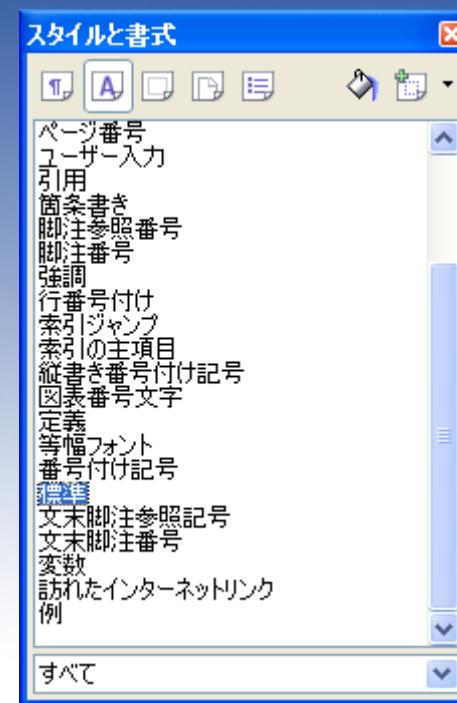 スタイルと書式
ページ番号
ユーザー入力
引用
箇条書き
脚注参照番号
脚注番号
強調
行番号付け
索引ジャンプ
索引の主項目
縦書き番号付け記号
図表番号文字
定義
等幅フォント
番号付け記号
標準
文末脚注参照記号
文末脚注番号
変数
訪れたインターネットリンク
例
すべて